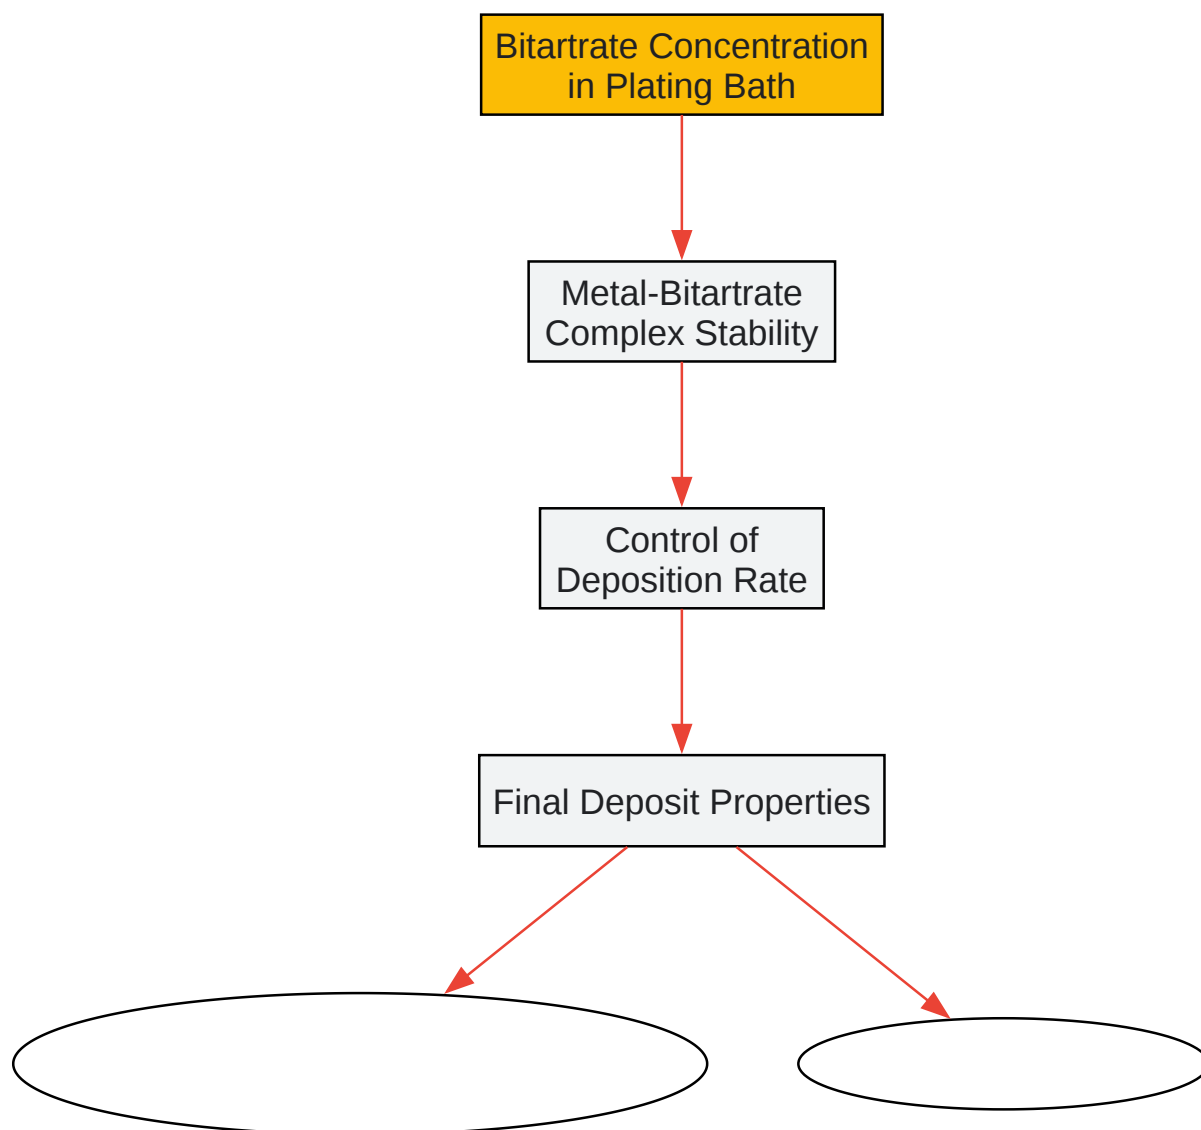 Bitartrate Concentration
in Plating Bath
Metal-Bitartrate
Complex Stability
Control of
Deposition Rate
Final Deposit Properties